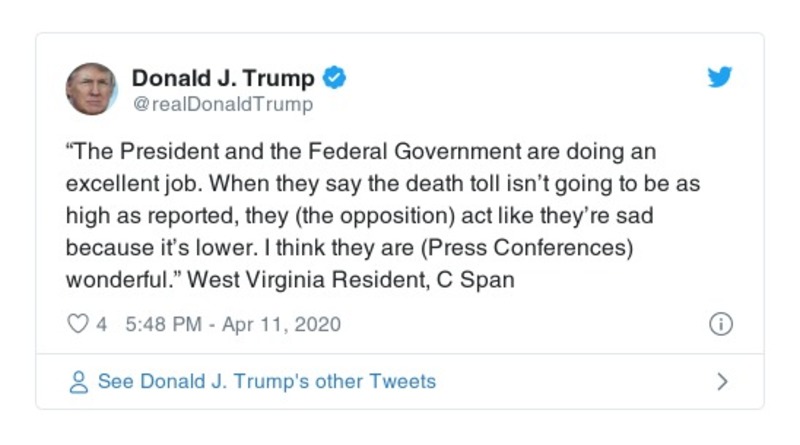 Donald J. Trump
@realDonaldTrump
“The President and the Federal Government are doing an
excellent job. When they say the death toll isn’t going to be as
high as reported, they (the opposition) act like they’re sad
because it’s lower. I think they are (Press Conferences)
wonderful.” West Virginia Resident, C Span
4 5:48 PM - Apr 11, 2020
See Donald J. Trump's other Tweets